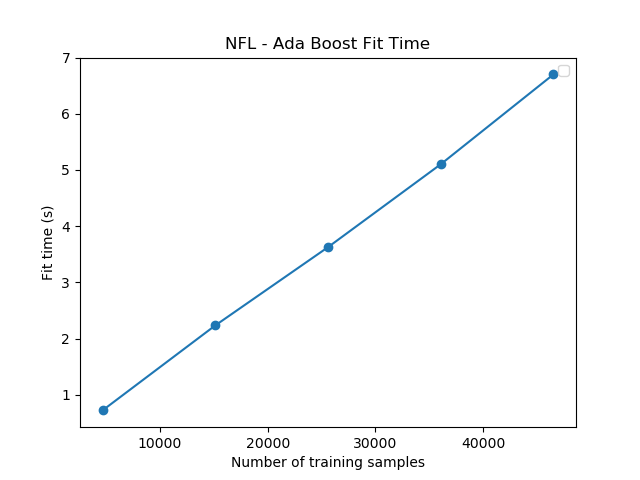 NFL - Ada Boost Fit Time
7
6
5
4
3
2
1
Fit time (s)
10000 20000 30000 40000
Number of training samples